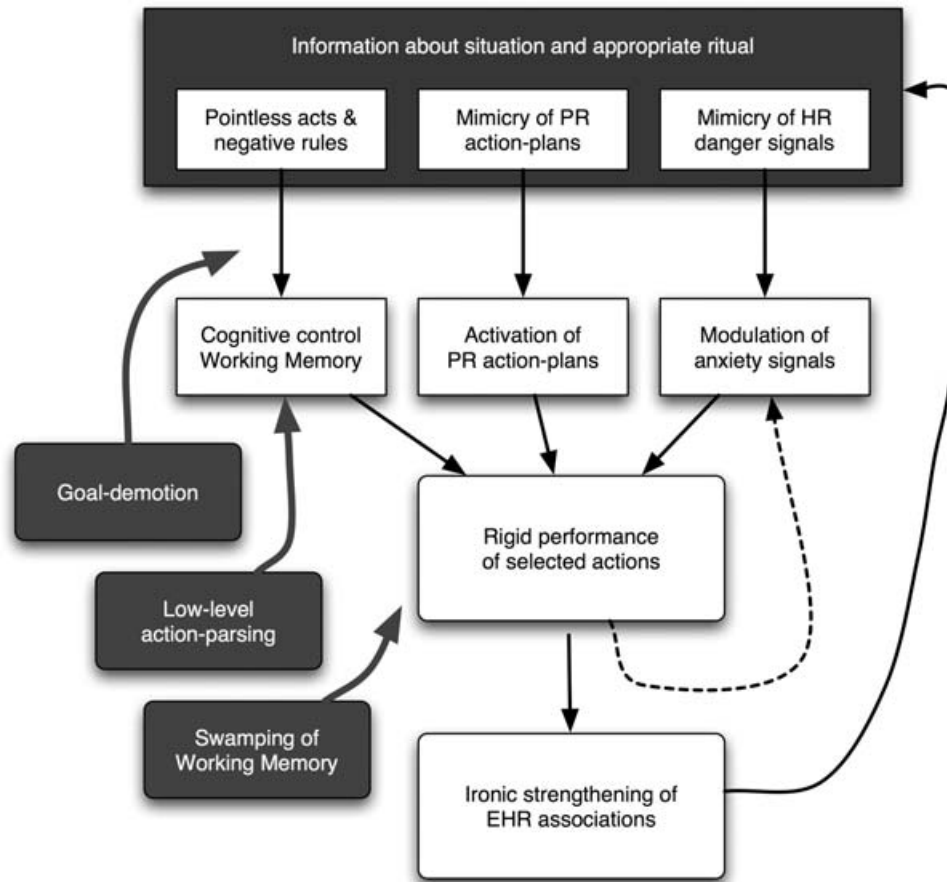 Information about situation and appropriate ritual
Pointless acts &
negative rules
Mimicry of PR
action-plans
Mimicry of HR
danger signals
Cognitive control
Working Memory
Activation of
PR action-plans
Modulation of
anxiety signals
Goal-demotion
Rigid performance
of selected actions
Low-level
action-parsing
Swamping of
Working Memory
Ironic strengthening of
EHR associations